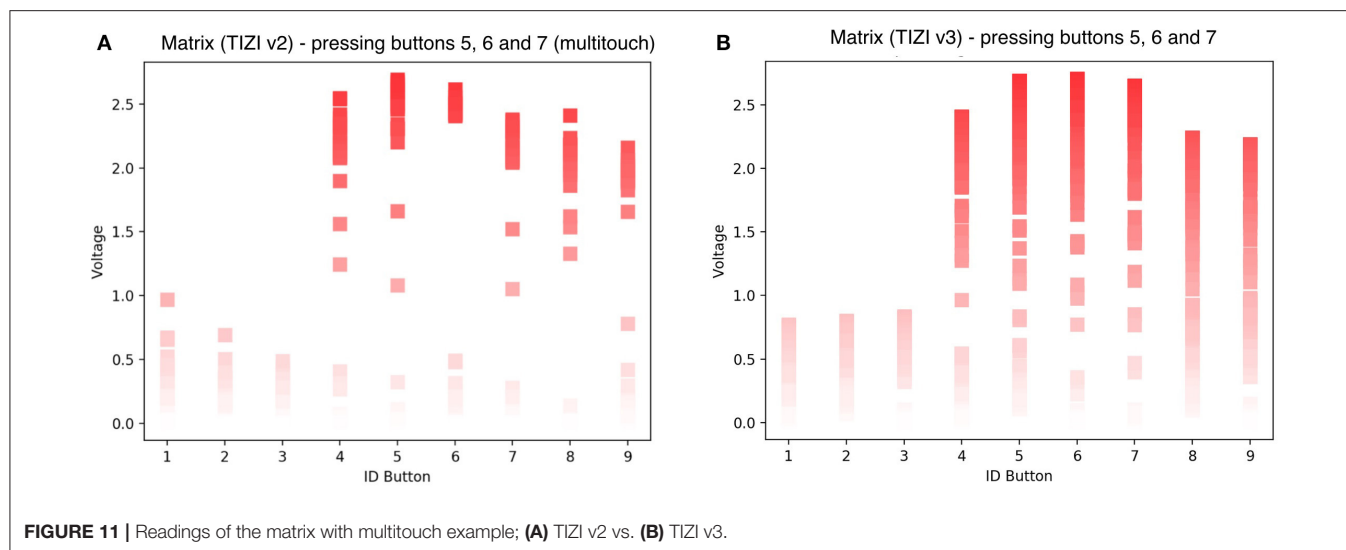 A
Matrix (TIZI v2) - pressing buttons 5, 6 and 7 (multitouch)
2.5
2.0
1.5
1.0
0.5
0.0
Voltage
1 2 3 4 5 6 7 8 9
ID Button
B
Matrix (TIZI v3) - pressing buttons 5, 6 and 7
2.5
2.0
1.5
1.0
0.5
0.0
Voltage
1 2 3 4 5 6 7 8 9
ID Button
FIGURE 11 | Readings of the matrix with multitouch example; (A) TIZI v2 vs. (B) TIZI v3.